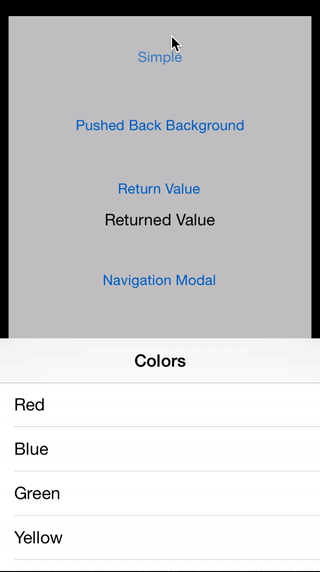 Simple
Pushed Back Background
Return Value
Returned Value
Navigation Modal
Colors
Red
Blue
Green
Yellow